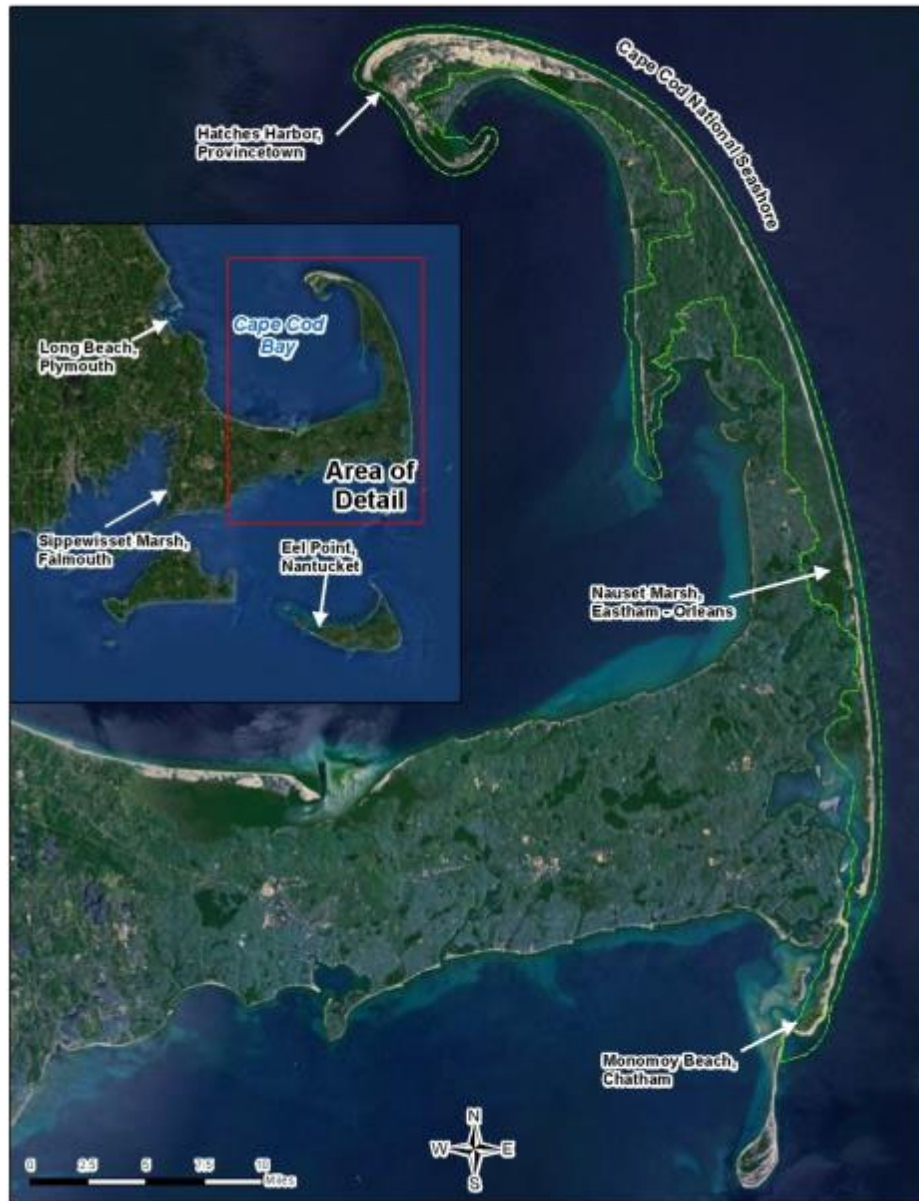 Cape Cod National Seashore
Hatches Harbor,
Provincetown
Long Beach,
Plymouth
Cape Cod
Bay
Area of
Detail
Sippewisset Marsh,
Falmouth
Eel Point,
Nantucket
Nauset Marsh,
Eastham - Orleans
Monomoy Beach,
Chatham
N
W E
S
0 2.5 5 7.5 10
Miles